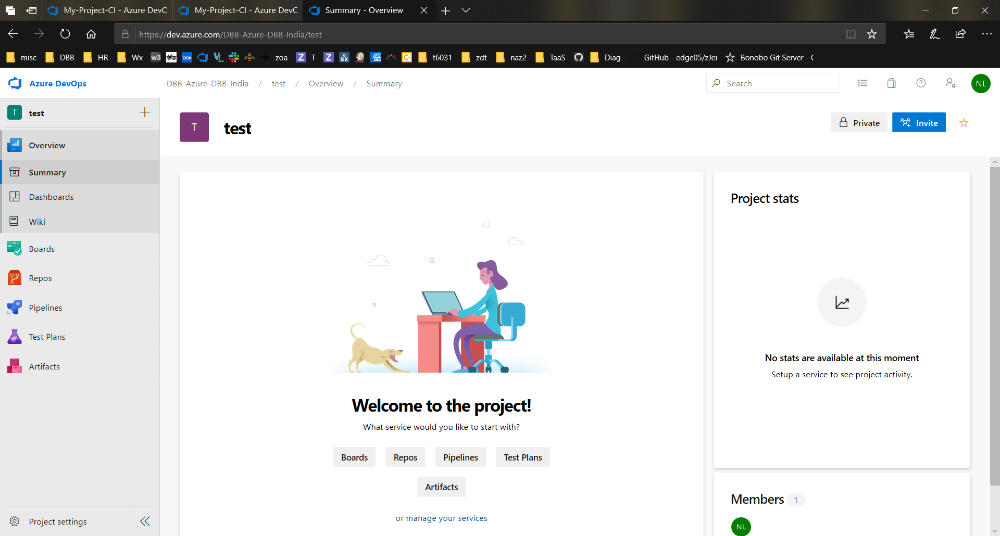 My-Project-CI - Azure DevC
My-Project-CI - Azure DevC
Summary - Overview
https://dev.azure.com/DBB-Azure-DBB-India/test
misc DBB HR Wx w3 box zoa Z T Z AM EX C t6031 zdt naz2 TaaS Diag GitHub - edge05/zJer Bonobo Git Server - C
Azure DevOps
DBB-Azure-DBB-India / test / Overview / Summary
Search
NL
T test
T test
Private
Invite
Overview
Summary
Dashboards
Wiki
Boards
Repos
Pipelines
Test Plans
Artifacts
Project settings
Welcome to the project!
What service would you like to start with?
Boards Repos Pipelines Test Plans
Artifacts
or manage your services
Project stats
No stats are available at this moment
Setup a service to see project activity.
Members 1
NL